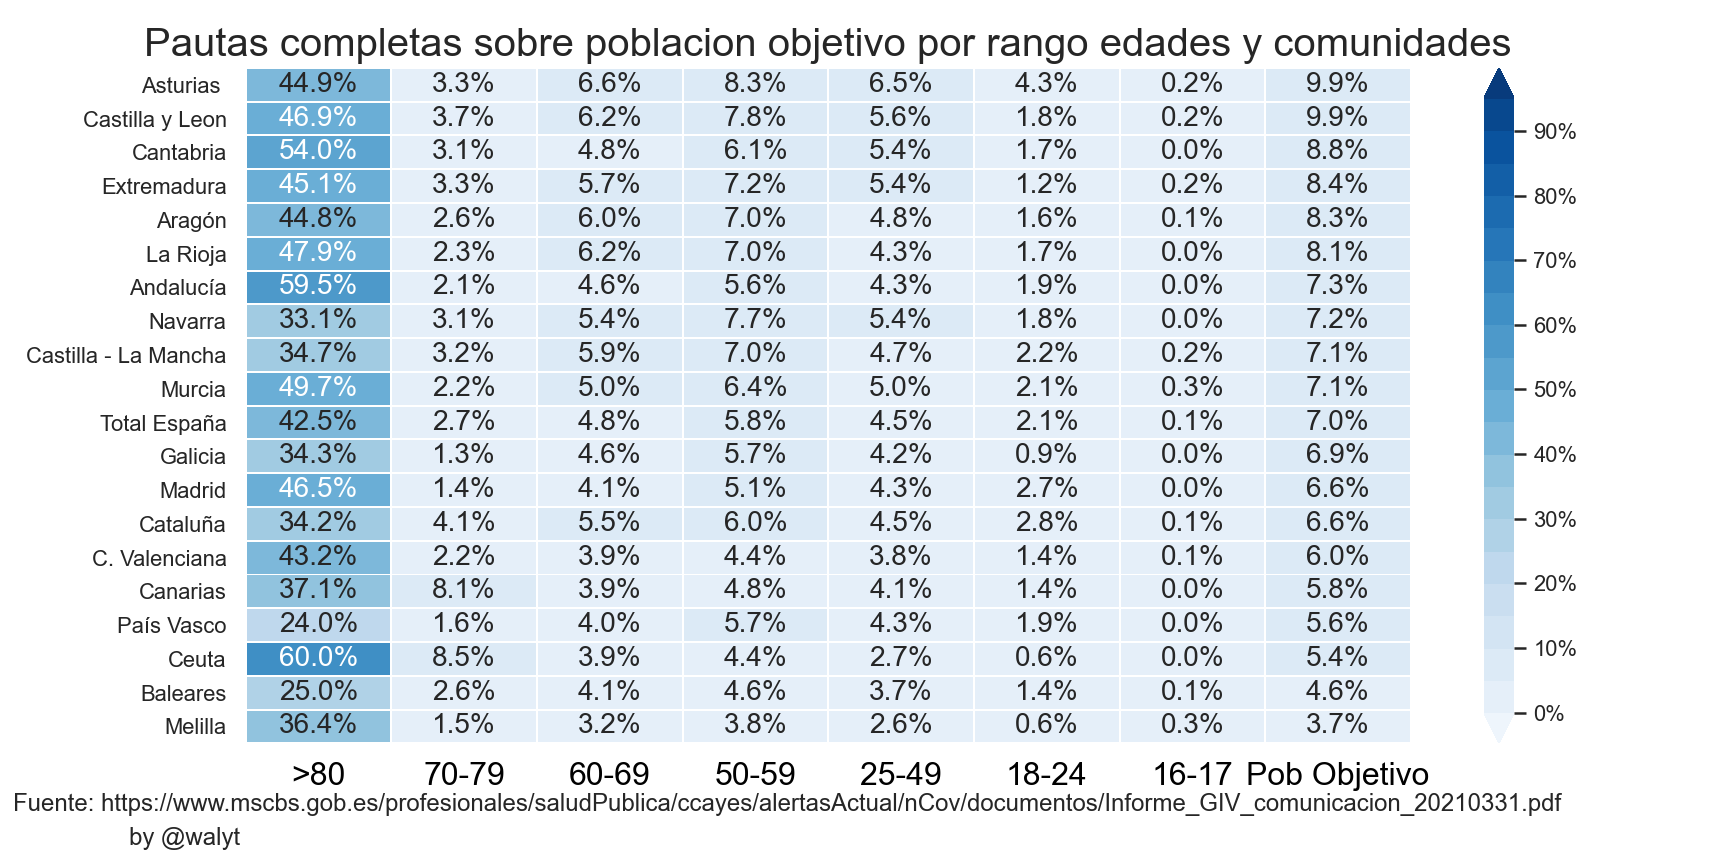 Pautas completas sobre poblacion objetivo por rango edades y comunidades
Asturias 44.9% 3.3% 6.6% 8.3% 6.5% 4.3% 0.2% 9.9%
Castilla y Leon 46.9% 3.7% 6.2% 7.8% 5.6% 1.8% 0.2% 9.9%
Cantabria 54.0% 3.1% 4.8% 6.1% 5.4% 1.7% 0.0% 8.8%
Extremadura 45.1% 3.3% 5.7% 7.2% 5.4% 1.2% 0.2% 8.4%
Aragón 44.8% 2.6% 6.0% 7.0% 4.8% 1.6% 0.1% 8.3%
La Rioja 47.9% 2.3% 6.2% 7.0% 4.3% 1.7% 0.0% 8.1%
Andalucía 59.5% 2.1% 4.6% 5.6% 4.3% 1.9% 0.0% 7.3%
Navarra 33.1% 3.1% 5.4% 7.7% 5.4% 1.8% 0.0% 7.2%
Castilla - La Mancha 34.7% 3.2% 5.9% 7.0% 4.7% 2.2% 0.2% 7.1%
Murcia 49.7% 2.2% 5.0% 6.4% 5.0% 2.1% 0.3% 7.1%
Total España 42.5% 2.7% 4.8% 5.8% 4.5% 2.1% 0.1% 7.0%
Galicia 34.3% 1.3% 4.6% 5.7% 4.2% 0.9% 0.0% 6.9%
Madrid 46.5% 1.4% 4.1% 5.1% 4.3% 2.7% 0.0% 6.6%
Cataluña 34.2% 4.1% 5.5% 6.0% 4.5% 2.8% 0.1% 6.6%
C. Valenciana 43.2% 2.2% 3.9% 4.4% 3.8% 1.4% 0.1% 6.0%
Canarias 37.1% 8.1% 3.9% 4.8% 4.1% 1.4% 0.0% 5.8%
País Vasco 24.0% 1.6% 4.0% 5.7% 4.3% 1.9% 0.0% 5.6%
Ceuta 60.0% 8.5% 3.9% 4.4% 2.7% 0.6% 0.0% 5.4%
Baleares 25.0% 2.6% 4.1% 4.6% 3.7% 1.4% 0.1% 4.6%
Melilla 36.4% 1.5% 3.2% 3.8% 2.6% 0.6% 0.3% 3.7%
>80 70-79 60-69 50-59 25-49 18-24 16-17 Pob Objetivo
90%
80%
70%
60%
50%
40%
30%
20%
10%
0%
Fuente: https://www.mscbs.gob.es/profesionales/saludPublica/ccayes/alertasActual/nCov/documentos/Informe_GIV_comunicacion_20210331.pdf
by @walyt